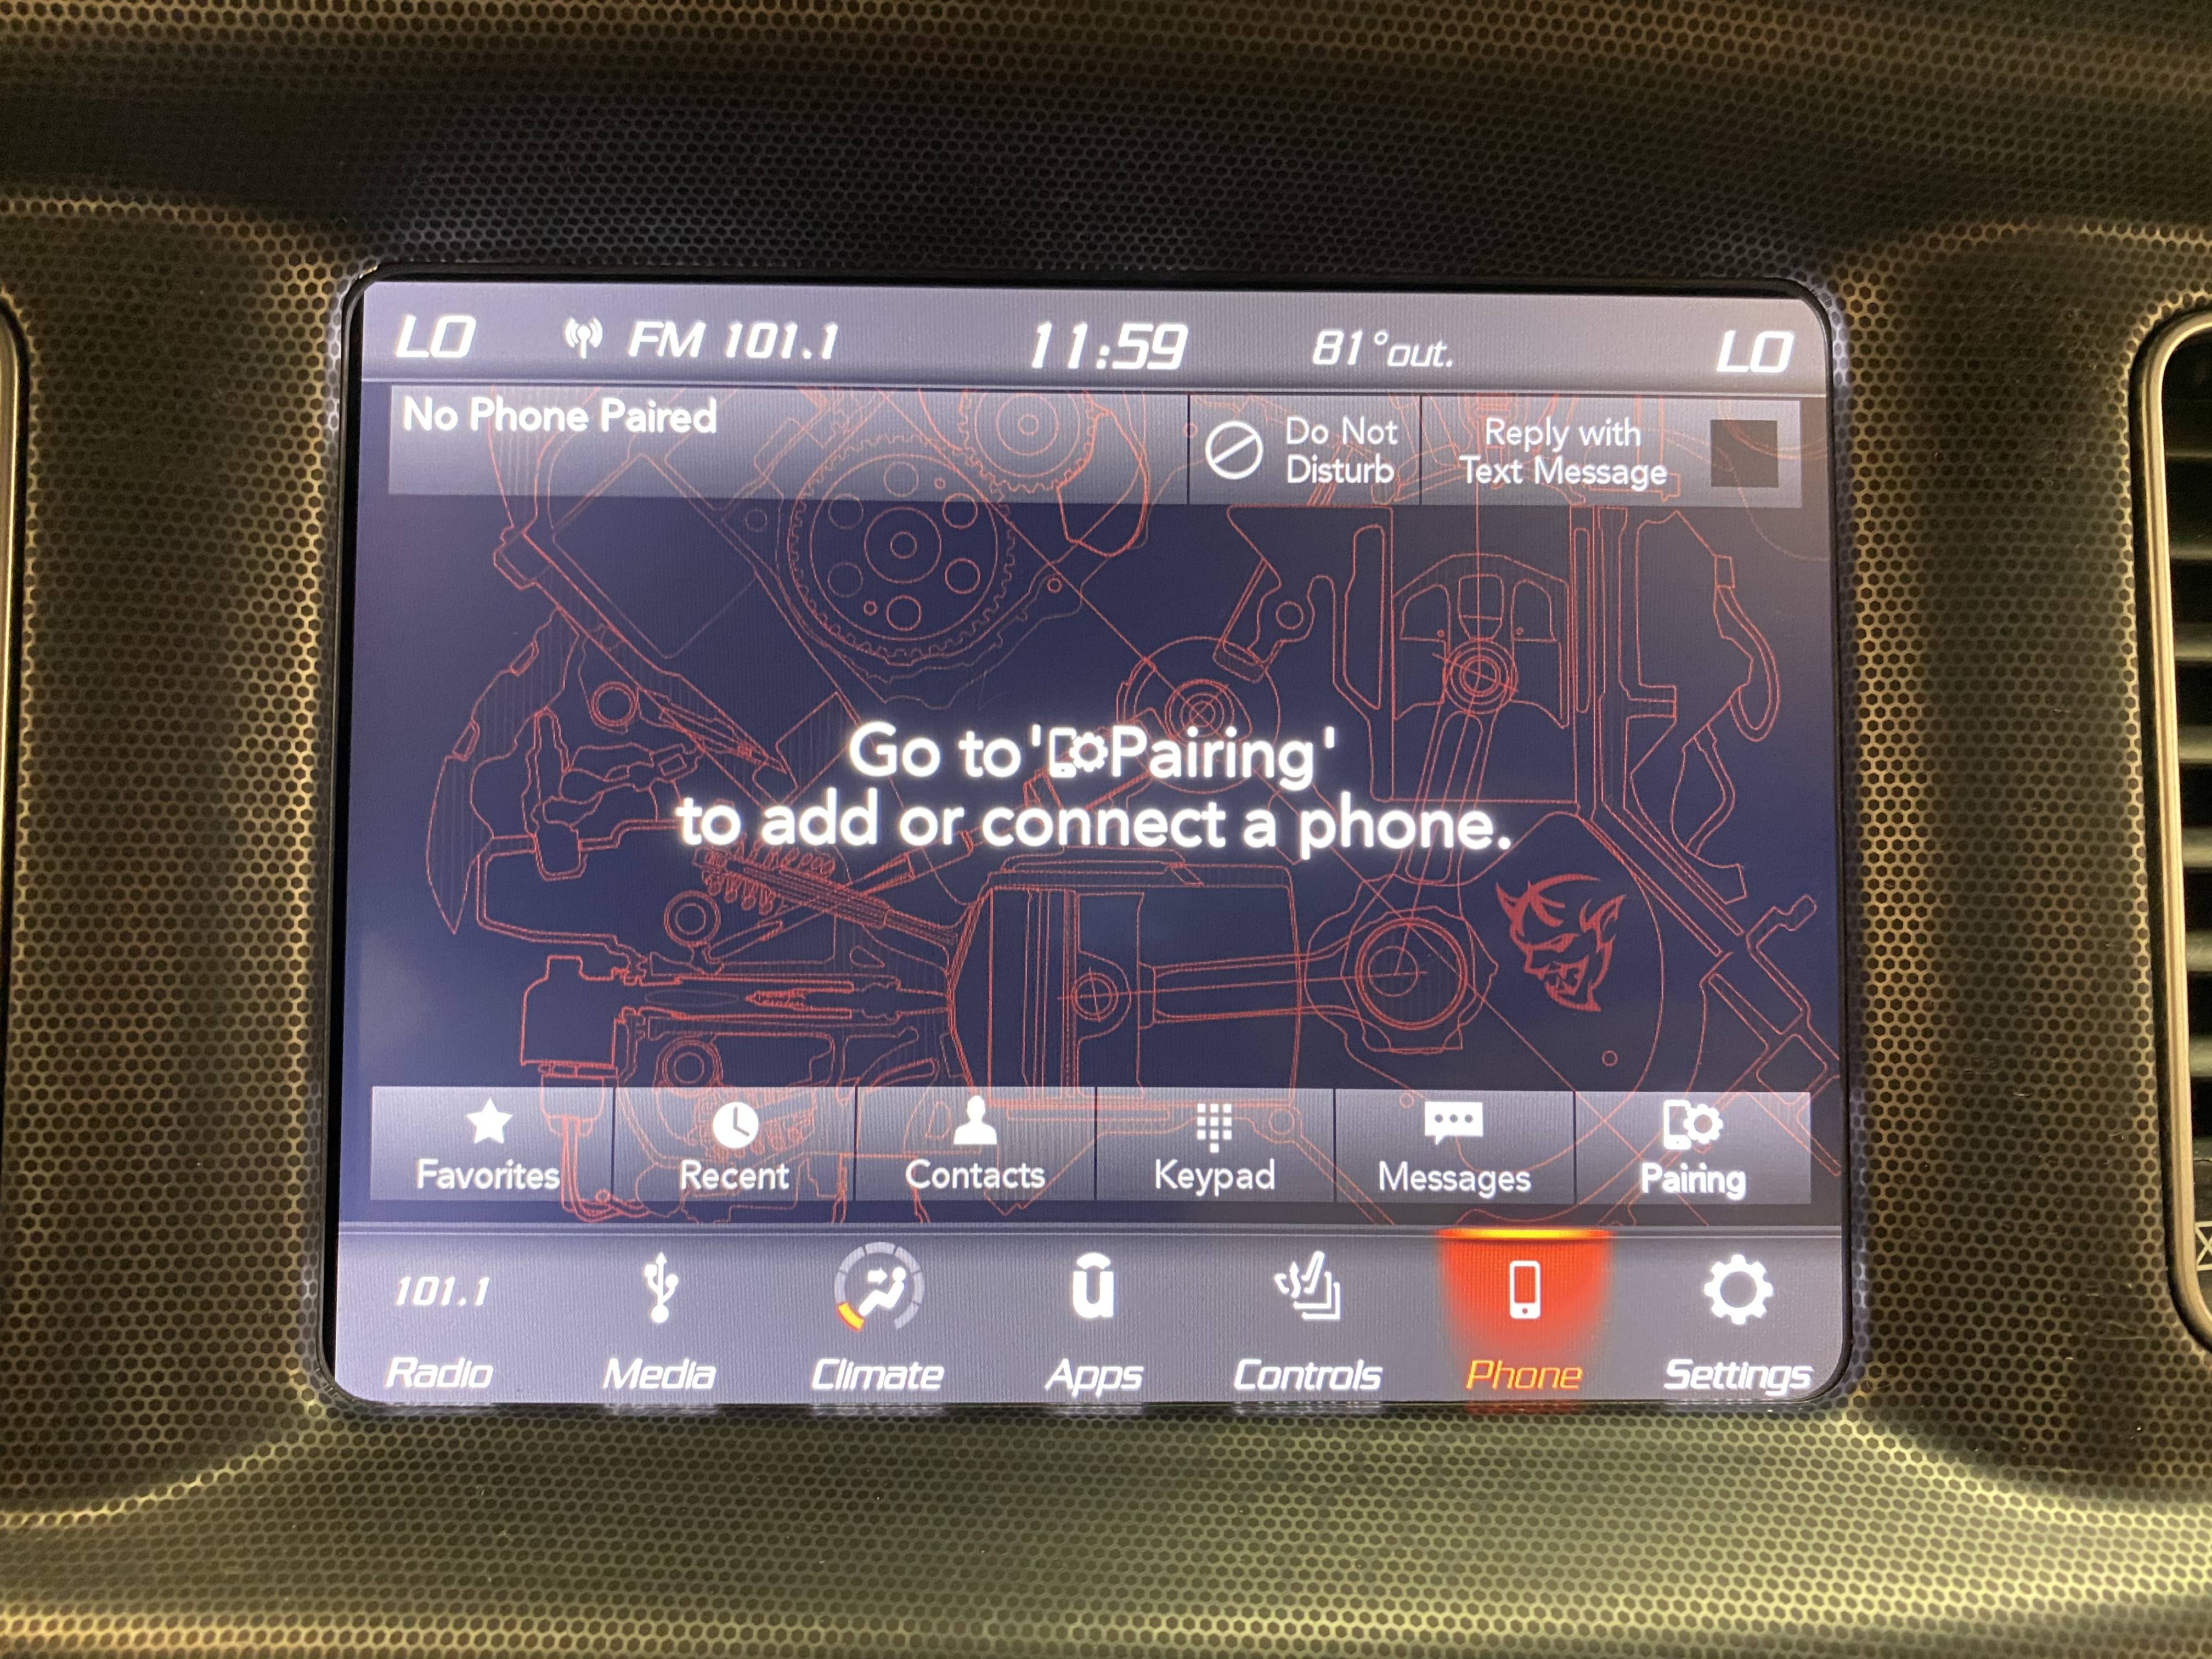 LO FM 101.1 11:59 81°out. LO
No Phone Paired
Do Not
Disturb
Reply with
Text Message
Go to 'Pairing'
to add or connect a phone.
Favorites Recent Contacts Keypad Messages Pairing
101.1
Radio Media Climate Apps Controls Phone Settings